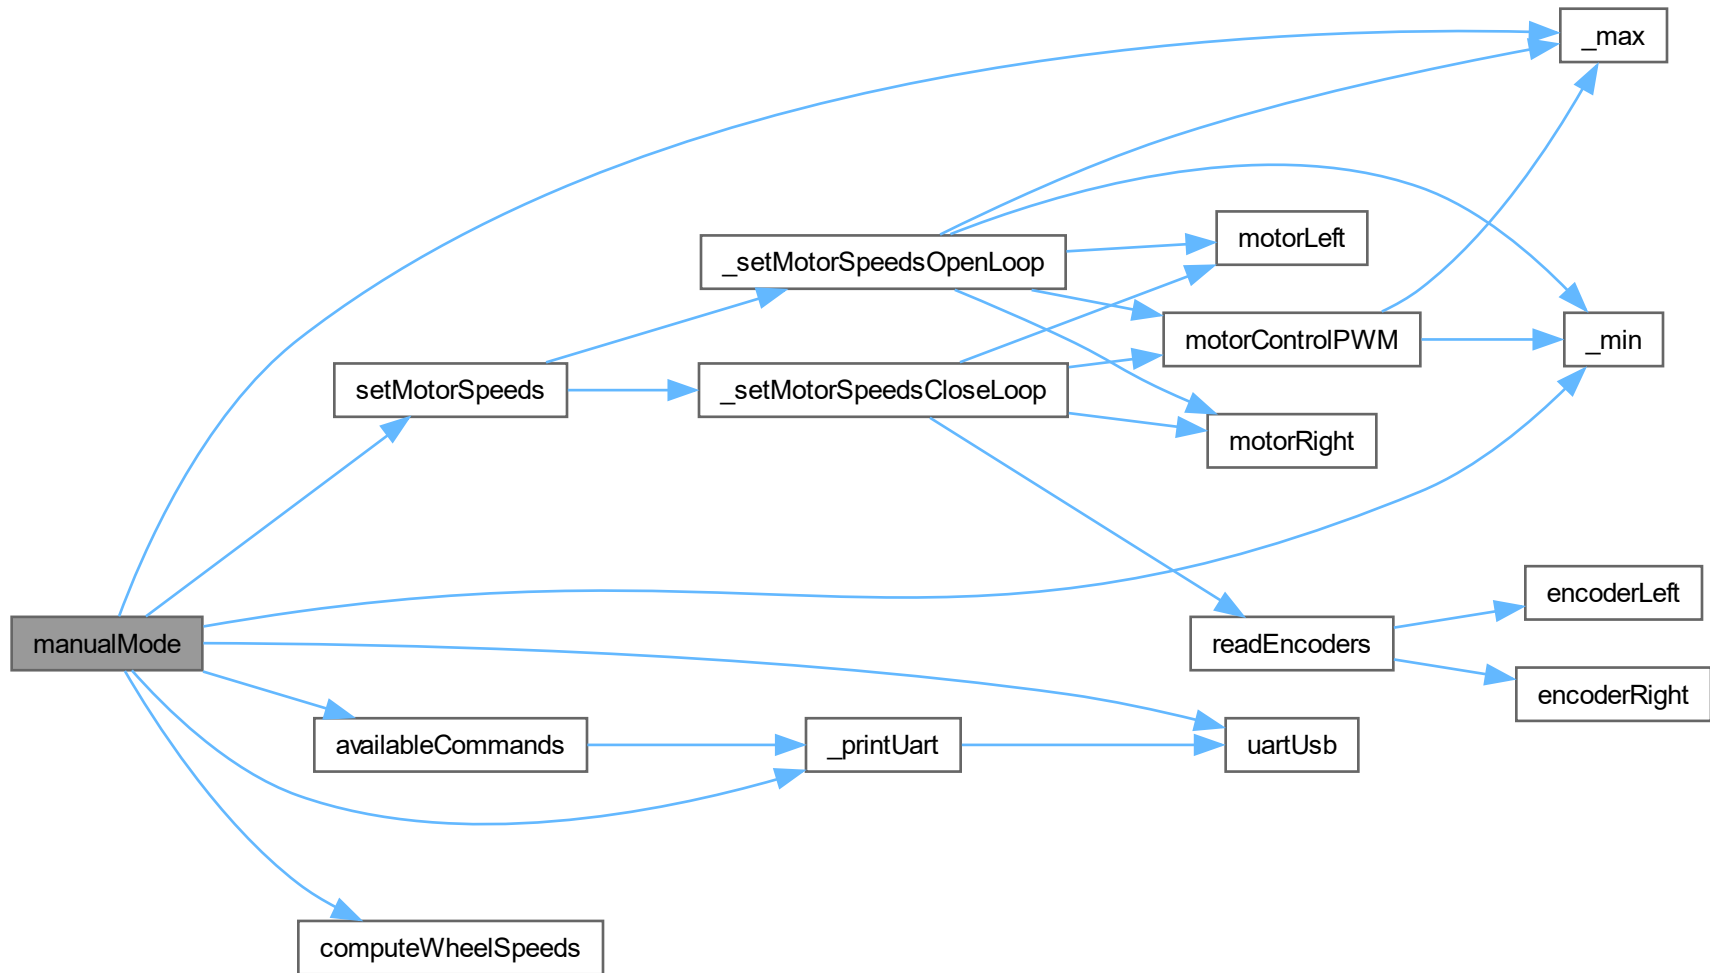 _max
motorLeft
_setMotorSpeedsOpenLoop
motorControlPWM
_min
setMotorSpeeds
_setMotorSpeedsCloseLoop
motorRight
encoderLeft
manualMode
readEncoders
encoderRight
availableCommands
_printUart
uartUsb
computeWheelSpeeds